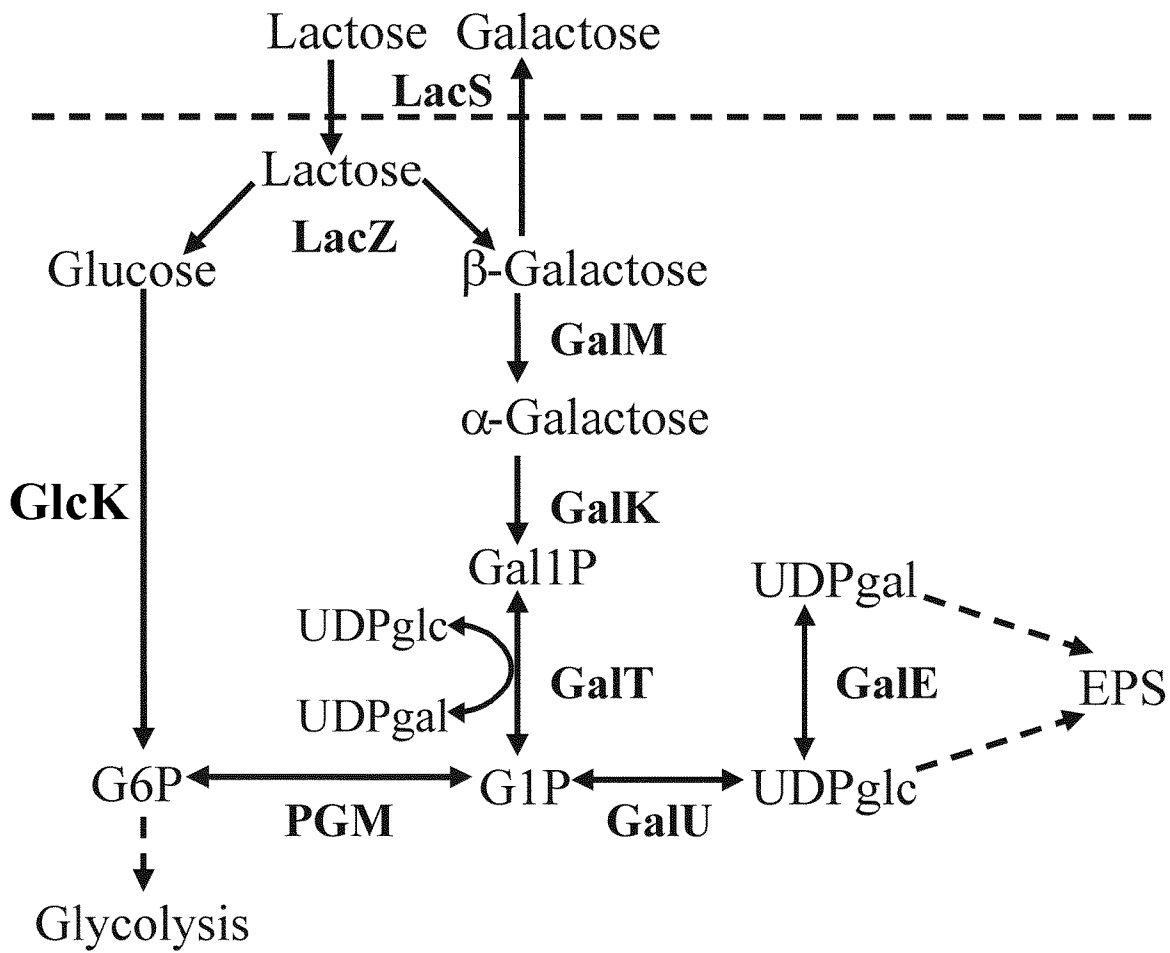 Lactose Galactose
LacS
Lactose
LacZ
Glucose
β-Galactose
GalM
α-Galactose
GlcK
GalK
Gal1P
UDPgal
UDPglc
GalT
GalE
EPS
UDPgal
G6P
G1P
UDPglc
PGM
GalU
Glycolysis